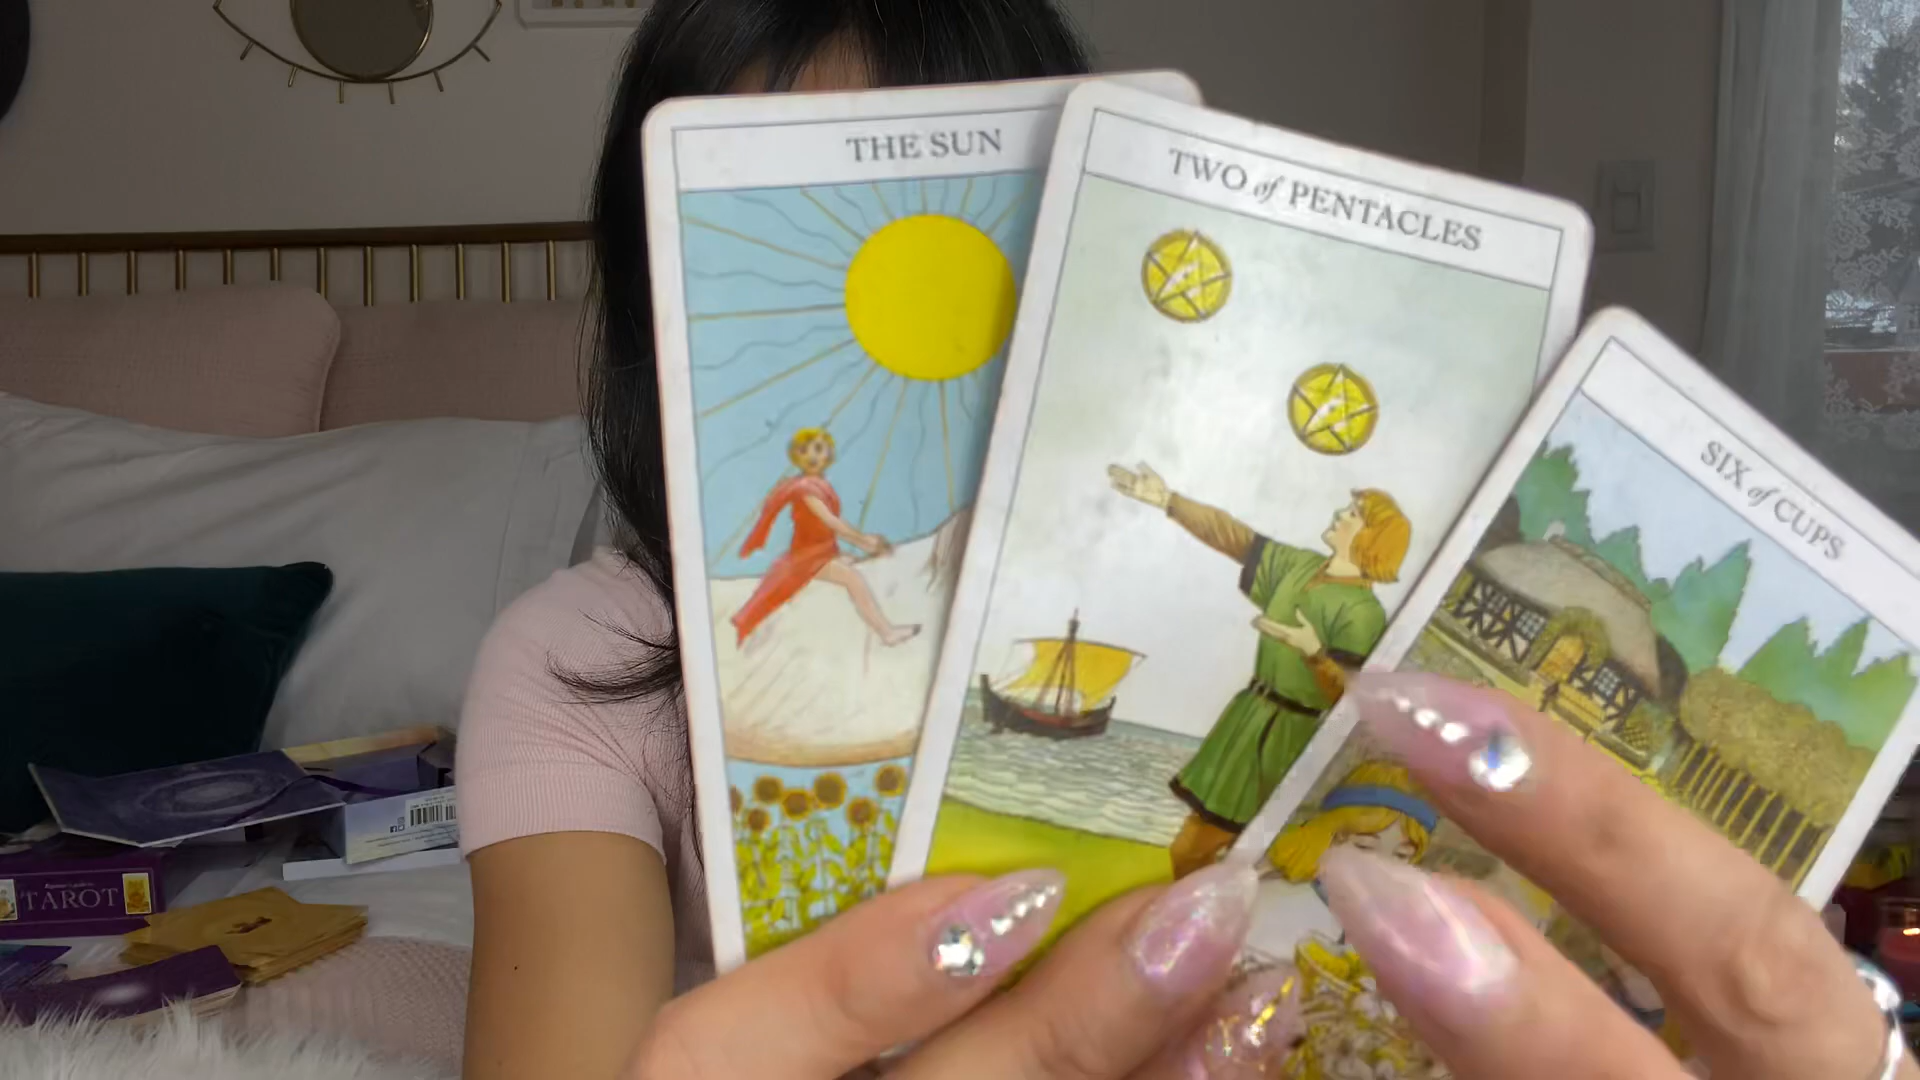 THE SUN
TWO of PENTACLES
SIX of CUPS
TAROT